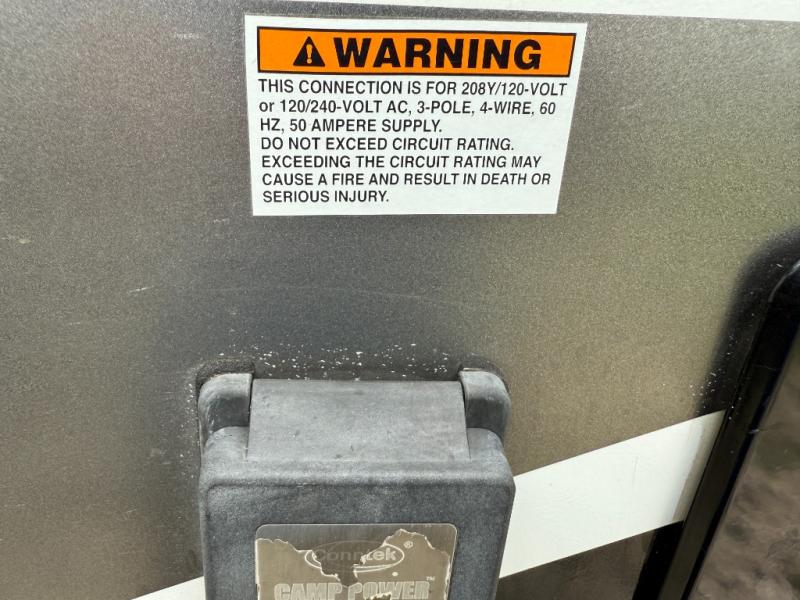 WARNING
THIS CONNECTION IS FOR 208Y/120-VOLT
or 120/240-VOLT AC, 3-POLE, 4-WIRE, 60
HZ, 50 AMPERE SUPPLY.
DO NOT EXCEED CIRCUIT RATING.
EXCEEDING THE CIRCUIT RATING MAY
CAUSE A FIRE AND RESULT IN DEATH OR
SERIOUS INJURY.
Conntek®
CAMP POWER™